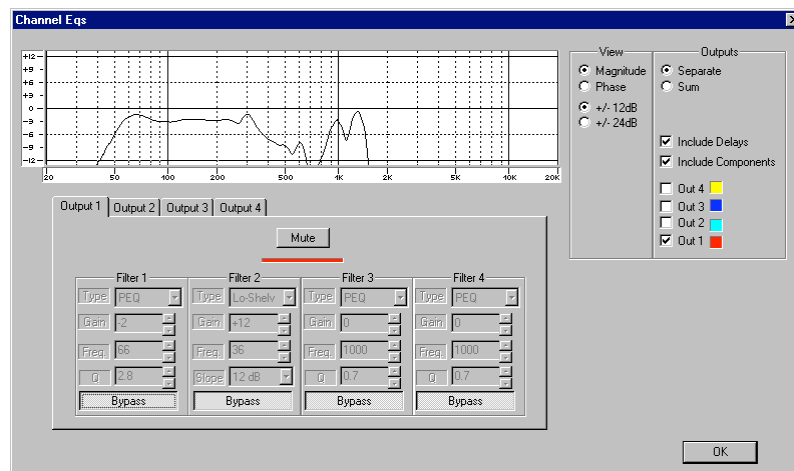 Channel Eqs
+12
+9
+6
+3
0
-3
-6
-9
-12
20 50 100 200 500 1K 2K 5K 10K 20K
View
Magnitude
Phase
+/- 12dB
+/- 24dB
Outputs
Separate
Sum
Include Delays
Include Components
Out 4
Out 3
Out 2
Out 1
Output 1 Output 2 Output 3 Output 4
Mute
Filter 1
Type PEQ
Gain -2
Freq. 66
Q 2.8
Bypass
Filter 2
Type Lo-Shelv
Gain +12
Freq. 36
Slope 12 dB
Bypass
Filter 3
Type PEQ
Gain 0
Freq. 1000
Q 0.7
Bypass
Filter 4
Type PEQ
Gain 0
Freq. 1000
Q 0.7
Bypass
OK